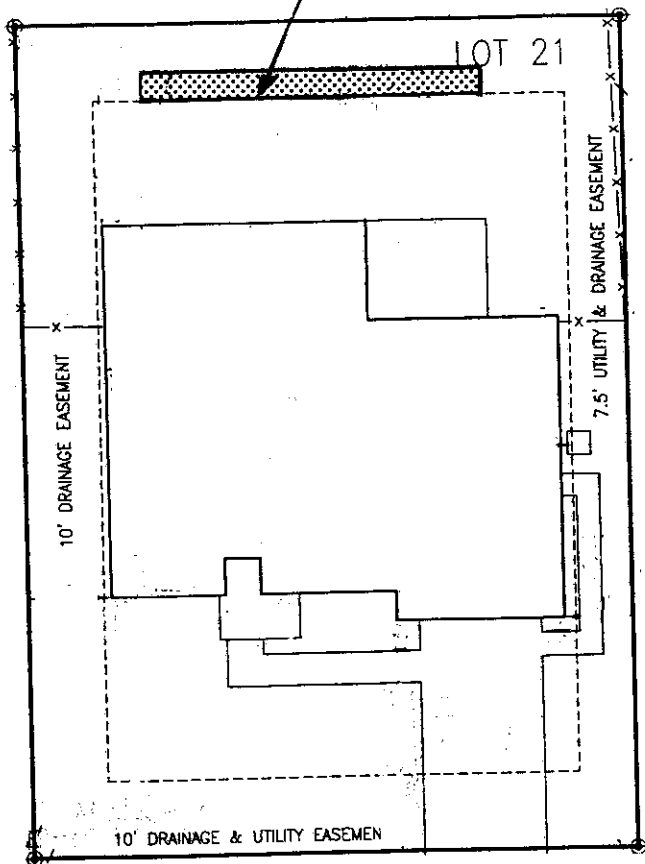 LOT 21
7.5' UTILITY & DRAINAGE EASEMENT
10' DRAINAGE EASEMENT
10' DRAINAGE & UTILITY EASEMEN